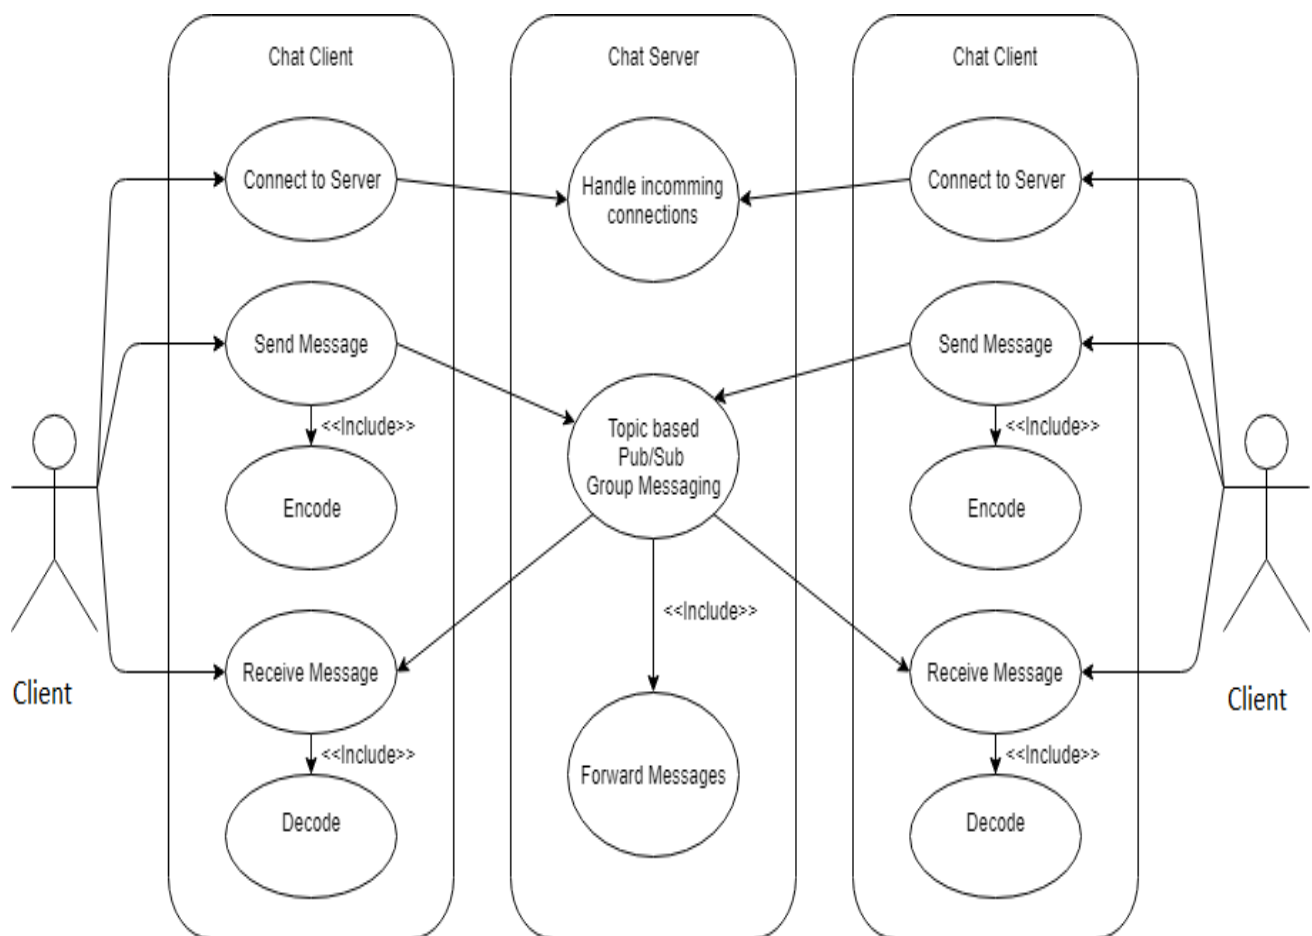 Chat Client
Chat Server
Chat Client
Connect to Server
Handle incomming
connections
Connect to Server
Send Message
Send Message
<<Include>>
Topic based
Pub/Sub
Group Messaging
<<Include>>
Encode
Encode
<<Include>>
Receive Message
Receive Message
Client
Client
<<Include>>
Forward Messages
<<Include>>
Decode
Decode